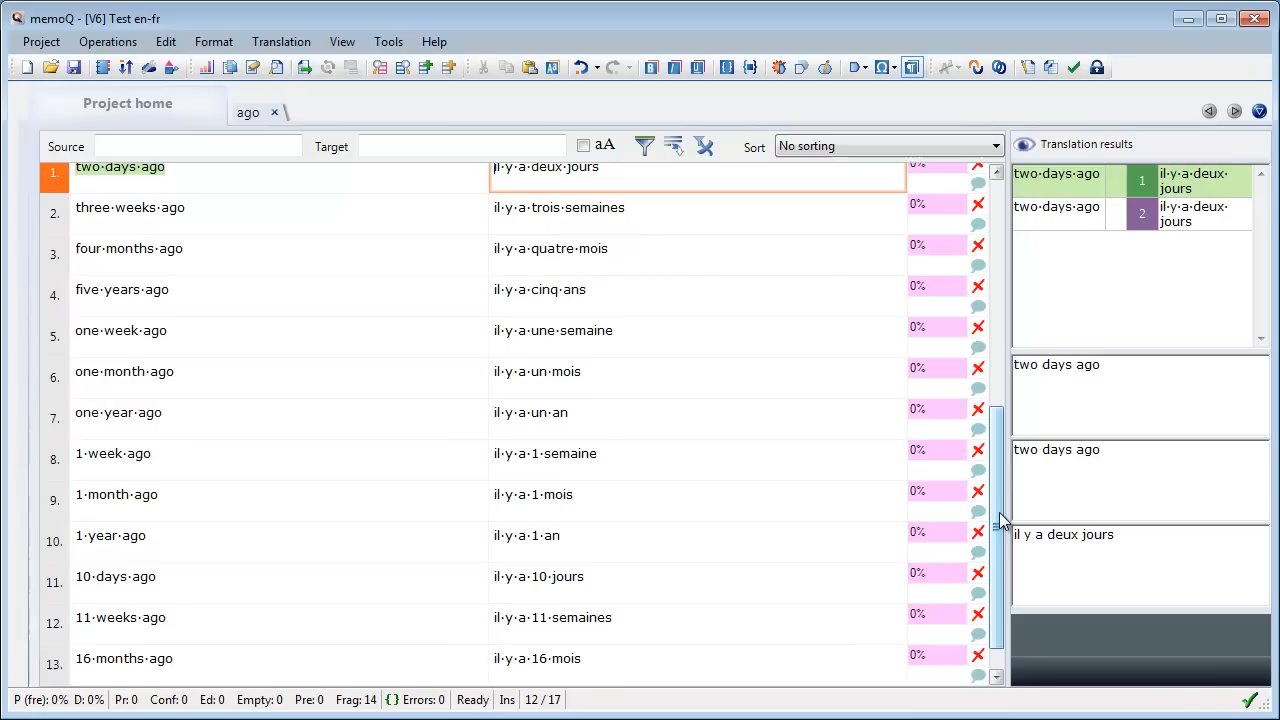 memoQ - [V6] Test en-fr
Project Operations Edit Format Translation View Tools Help
Project home
ago
Source Target aA Sort No sorting
1. two·days·ago il·y·a·deux·jours 0%
2. three·weeks·ago il·y·a·trois·semaines 0%
3. four·months·ago il·y·a·quatre·mois 0%
4. five·years·ago il·y·a·cinq·ans 0%
5. one·week·ago il·y·a·une·semaine 0%
6. one·month·ago il·y·a·un·mois 0%
7. one·year·ago il·y·a·un·an 0%
8. 1·week·ago il·y·a·1·semaine 0%
9. 1·month·ago il·y·a·1·mois 0%
10. 1·year·ago il·y·a·1·an 0%
11. 10·days·ago il·y·a·10·jours 0%
12. 11·weeks·ago il·y·a·11·semaines 0%
13. 16·months·ago il·y·a·16·mois 0%
Translation results
two·days·ago 1 il·y·a·deux·
jours
two·days·ago 2 il·y·a·deux·
jours
two days ago
two days ago
il y a deux jours
P (fre): 0% D: 0% Pr: 0 Conf: 0 Ed: 0 Empty: 0 Pre: 0 Frag: 14 {} Errors: 0 Ready Ins 12 / 17